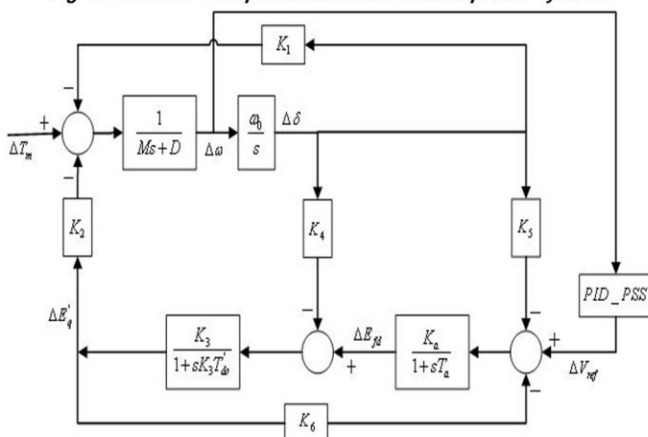 K₁
−
+
ΔTₘ
1
Ms+D
Δω
ω₀
s
Δδ
−
K₂
K₄
K₅
PID_PSS
ΔE'q
−
−
K₃
1+sK₃T'do
ΔEfd
+
Kₐ
1+sTₐ
+
ΔVref
−
K₆